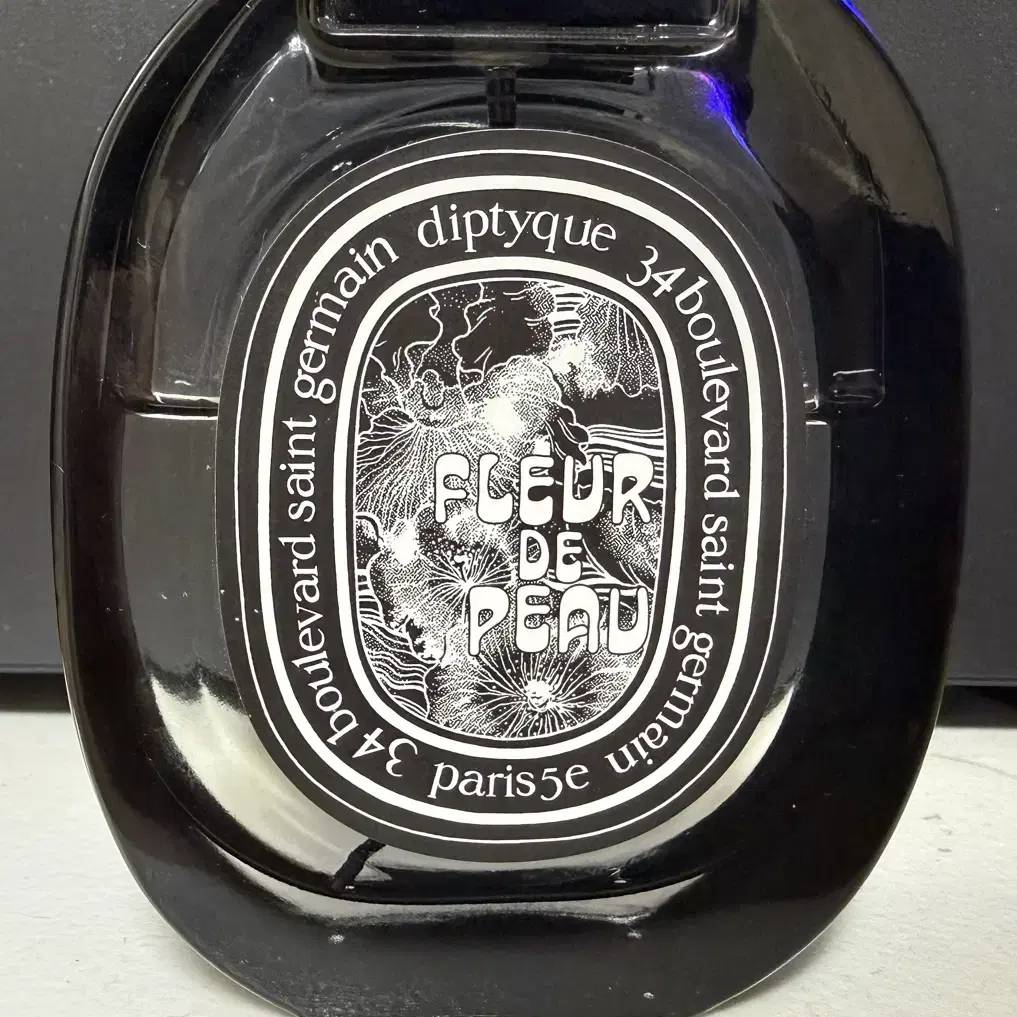 diptyque
34 boulevard saint germain
paris5e
34 boulevard saint germain
FLEUR
DE
PEAU